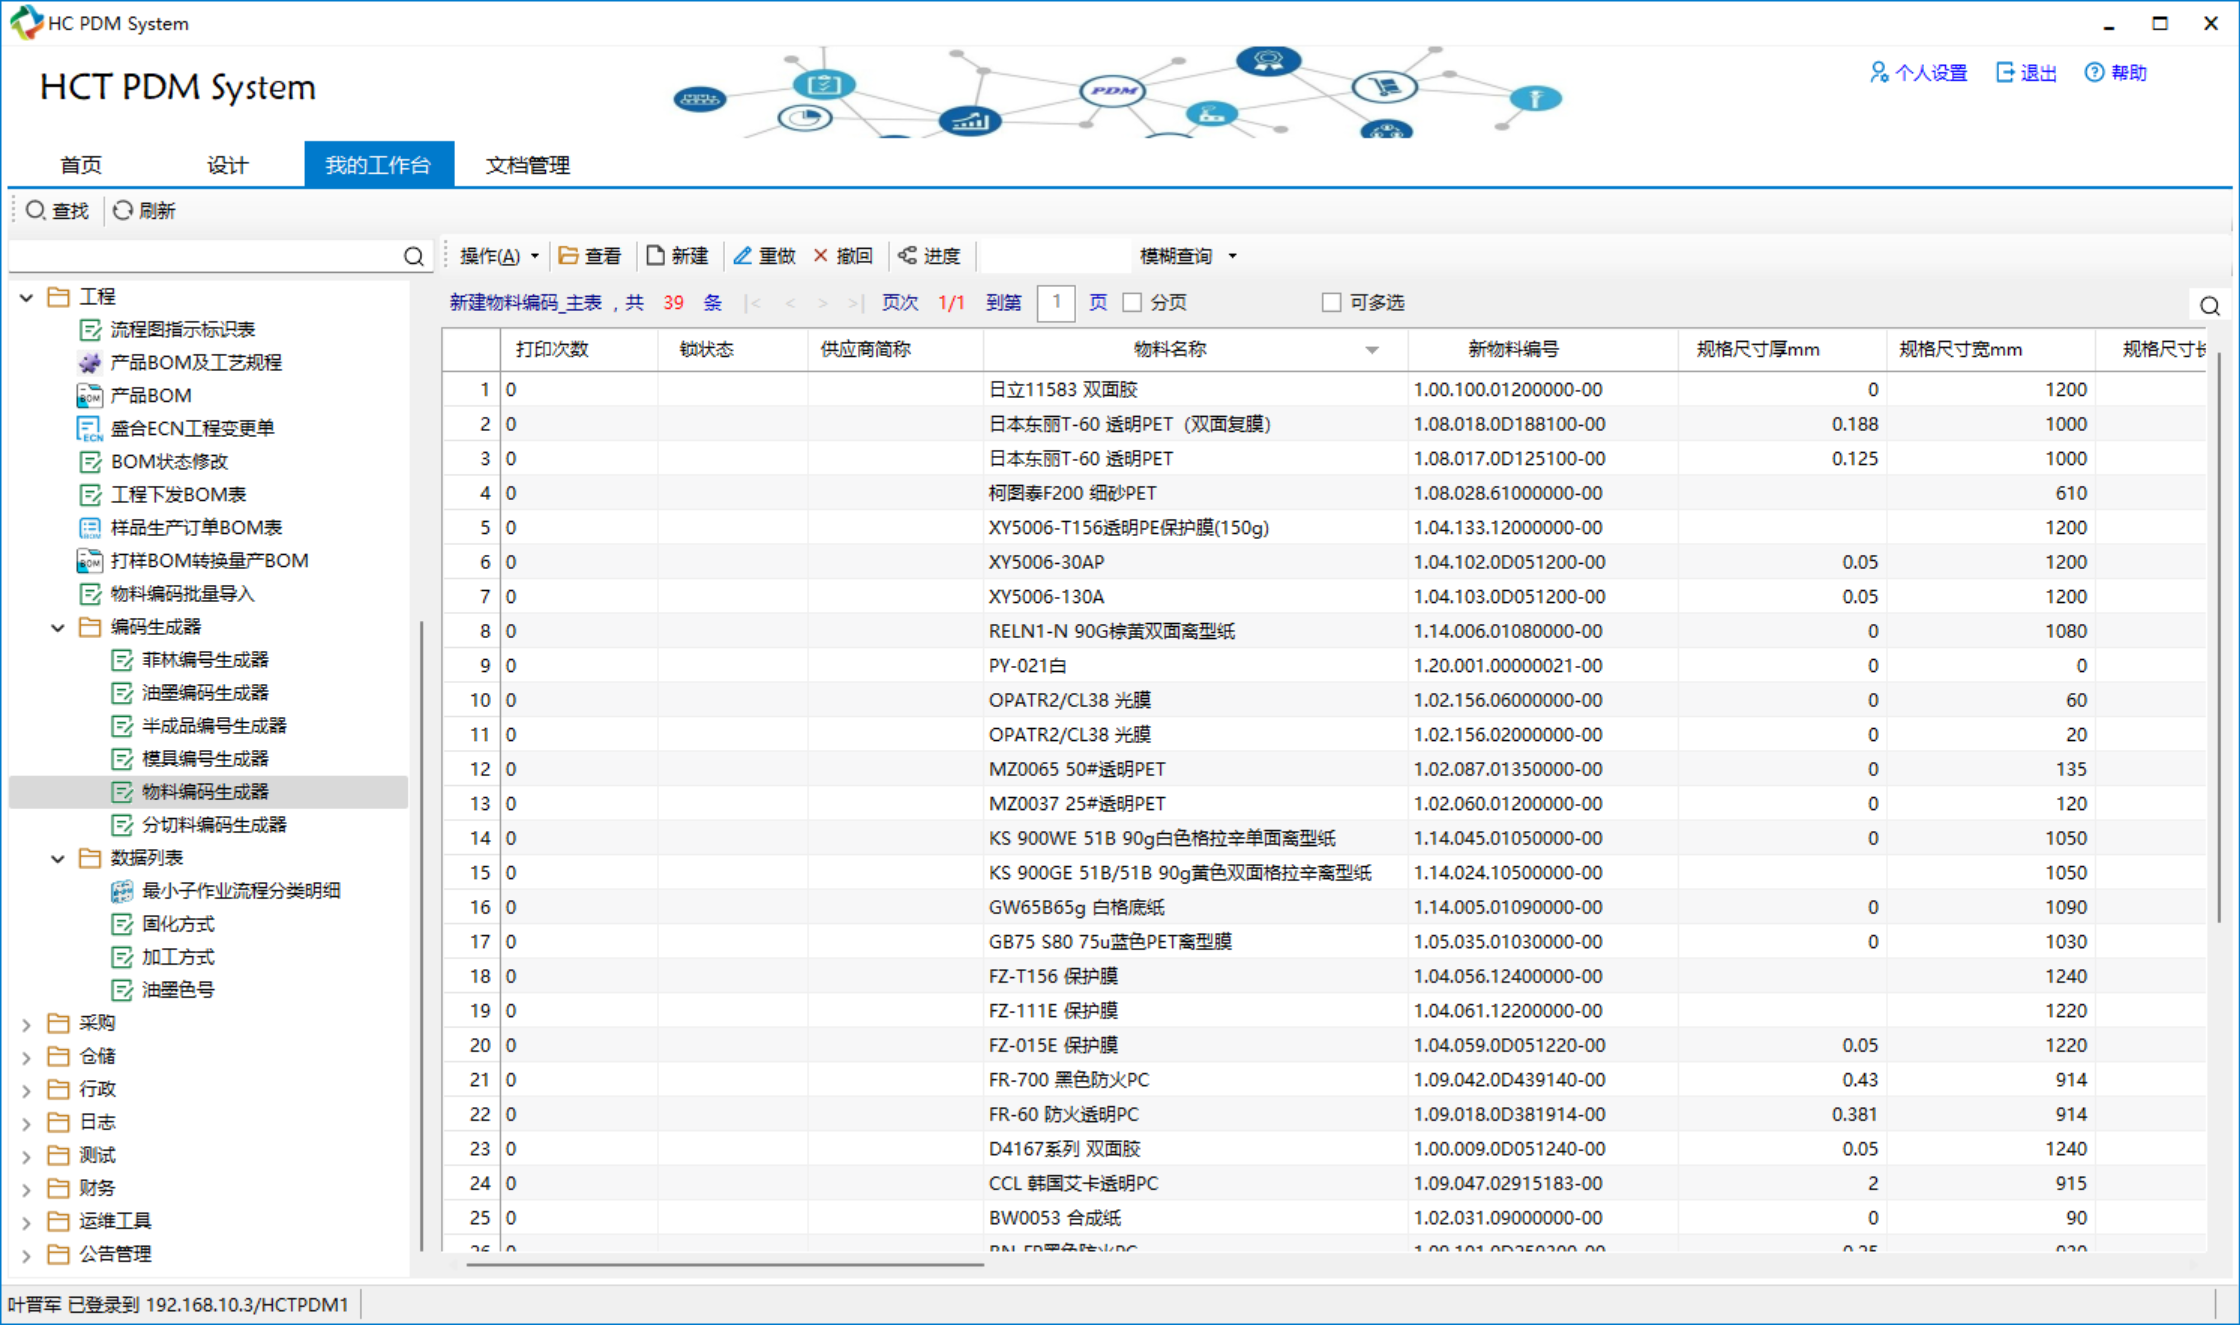 HC PDM System
HCT PDM System
PDM
个人设置 退出 帮助
首页 设计 我的工作台 文档管理
查找 刷新
操作(A) 查看 新建 重做 撤回 进度 模糊查询
新建物料编码_主表 ，共 39 条 |< < > >| 页次 1/1 到第 1 页 分页 可多选
工程
流程图指示标识表
产品BOM及工艺规程
产品BOM
盛合ECN工程变更单
BOM状态修改
工程下发BOM表
样品生产订单BOM表
打样BOM转换量产BOM
物料编码批量导入
编码生成器
菲林编号生成器
油墨编码生成器
半成品编号生成器
模具编号生成器
物料编码生成器
分切料编码生成器
数据列表
最小子作业流程分类明细
固化方式
加工方式
油墨色号
采购
仓储
行政
日志
测试
财务
运维工具
公告管理
打印次数 锁状态 供应商简称 物料名称 新物料编号 规格尺寸厚mm 规格尺寸宽mm 规格尺寸长
1 0 日立11583 双面胶 1.00.100.01200000-00 0 1200
2 0 日本东丽T-60 透明PET（双面复膜） 1.08.018.0D188100-00 0.188 1000
3 0 日本东丽T-60 透明PET 1.08.017.0D125100-00 0.125 1000
4 0 柯图泰F200 细砂PET 1.08.028.61000000-00 610
5 0 XY5006-T156透明PE保护膜(150g) 1.04.133.12000000-00 1200
6 0 XY5006-30AP 1.04.102.0D051200-00 0.05 1200
7 0 XY5006-130A 1.04.103.0D051200-00 0.05 1200
8 0 RELN1-N 90G棕黄双面离型纸 1.14.006.01080000-00 0 1080
9 0 PY-021白 1.20.001.00000021-00 0 0
10 0 OPATR2/CL38 光膜 1.02.156.06000000-00 0 60
11 0 OPATR2/CL38 光膜 1.02.156.02000000-00 0 20
12 0 MZ0065 50#透明PET 1.02.087.01350000-00 0 135
13 0 MZ0037 25#透明PET 1.02.060.01200000-00 0 120
14 0 KS 900WE 51B 90g白色格拉辛单面离型纸 1.14.045.01050000-00 0 1050
15 0 KS 900GE 51B/51B 90g黄色双面格拉辛离型纸 1.14.024.10500000-00 1050
16 0 GW65B65g 白格底纸 1.14.005.01090000-00 0 1090
17 0 GB75 S80 75u蓝色PET离型膜 1.05.035.01030000-00 0 1030
18 0 FZ-T156 保护膜 1.04.056.12400000-00 1240
19 0 FZ-111E 保护膜 1.04.061.12200000-00 1220
20 0 FZ-015E 保护膜 1.04.059.0D051220-00 0.05 1220
21 0 FR-700 黑色防火PC 1.09.042.0D439140-00 0.43 914
22 0 FR-60 防火透明PC 1.09.018.0D381914-00 0.381 914
23 0 D4167系列 双面胶 1.00.009.0D051240-00 0.05 1240
24 0 CCL 韩国艾卡透明PC 1.09.047.02915183-00 2 915
25 0 BW0053 合成纸 1.02.031.09000000-00 0 90
叶晋军 已登录到 192.168.10.3/HCTPDM1